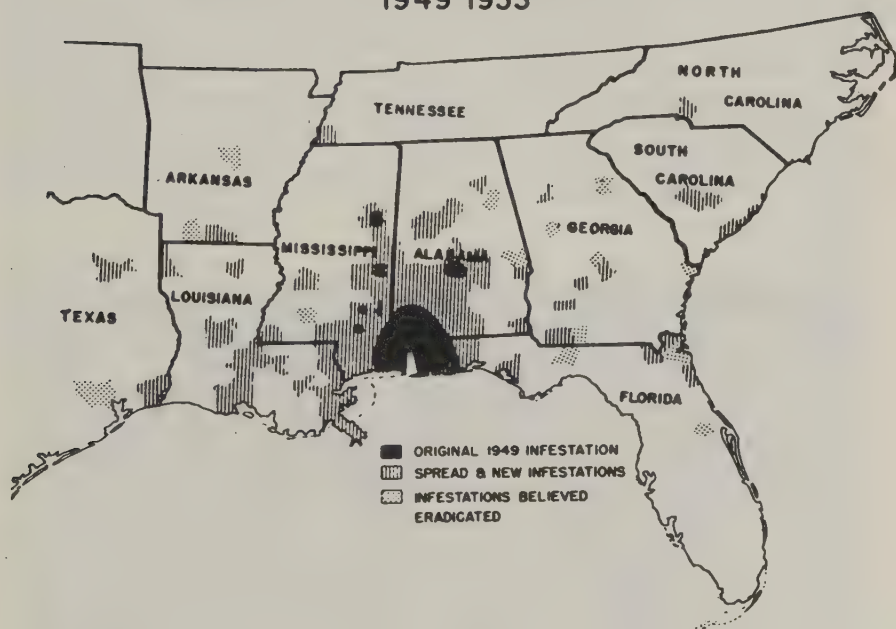 1949-1953
NORTH
CAROLINA
TENNESSEE
SOUTH
CAROLINA
ARKANSAS
GEORGIA
MISSISSIPPI
ALABAMA
LOUISIANA
TEXAS
FLORIDA
ORIGINAL 1949 INFESTATION
SPREAD & NEW INFESTATIONS
INFESTATIONS BELIEVED
ERADICATED